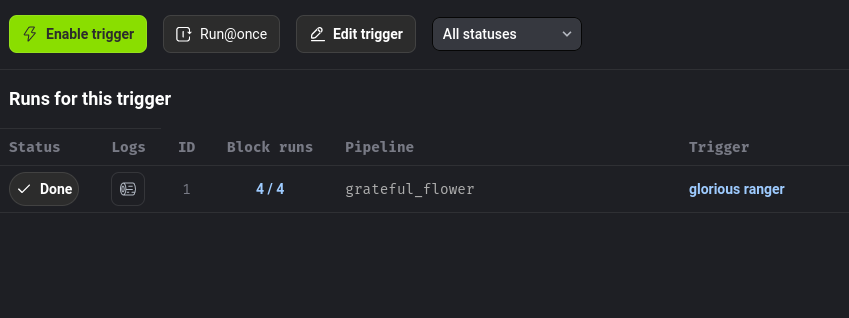 Enable trigger Run@once Edit trigger All statuses
Runs for this trigger
Status Logs ID Block runs Pipeline Trigger
Done 1 4 / 4 grateful_flower glorious ranger